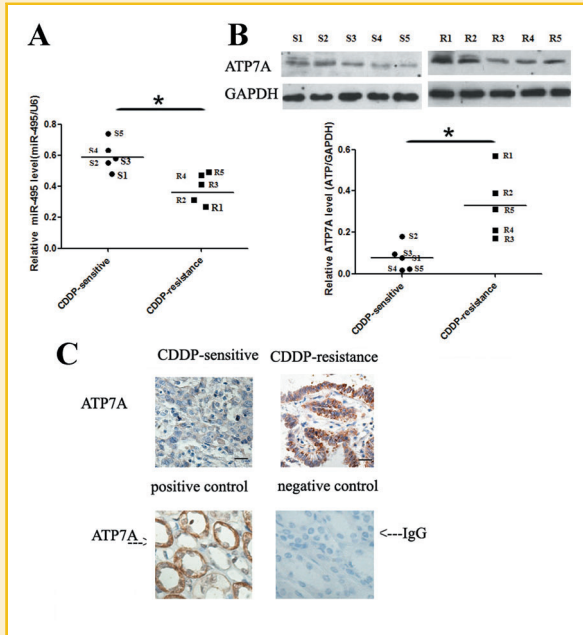 A
*
Relative miR-495 level(miR-495/U6)
0.8
0.6
0.4
0.2
0.0
S5
S4
S3
S2
S1
R5
R4
R3
R2
R1
CDDP-sensitive
CDDP-resistance
B
S1 S2 S3 S4 S5 R1 R2 R3 R4 R5
ATP7A
GAPDH
*
Relative ATP7A level (ATP/GAPDH)
0.6
0.4
0.2
0.0
S2
S3
S1
S4 S5
R1
R2
R5
R4
R3
CDDP-sensitive
CDDP-resistance
C
CDDP-sensitive CDDP-resistance
ATP7A
positive control negative control
ATP7A
<---IgG